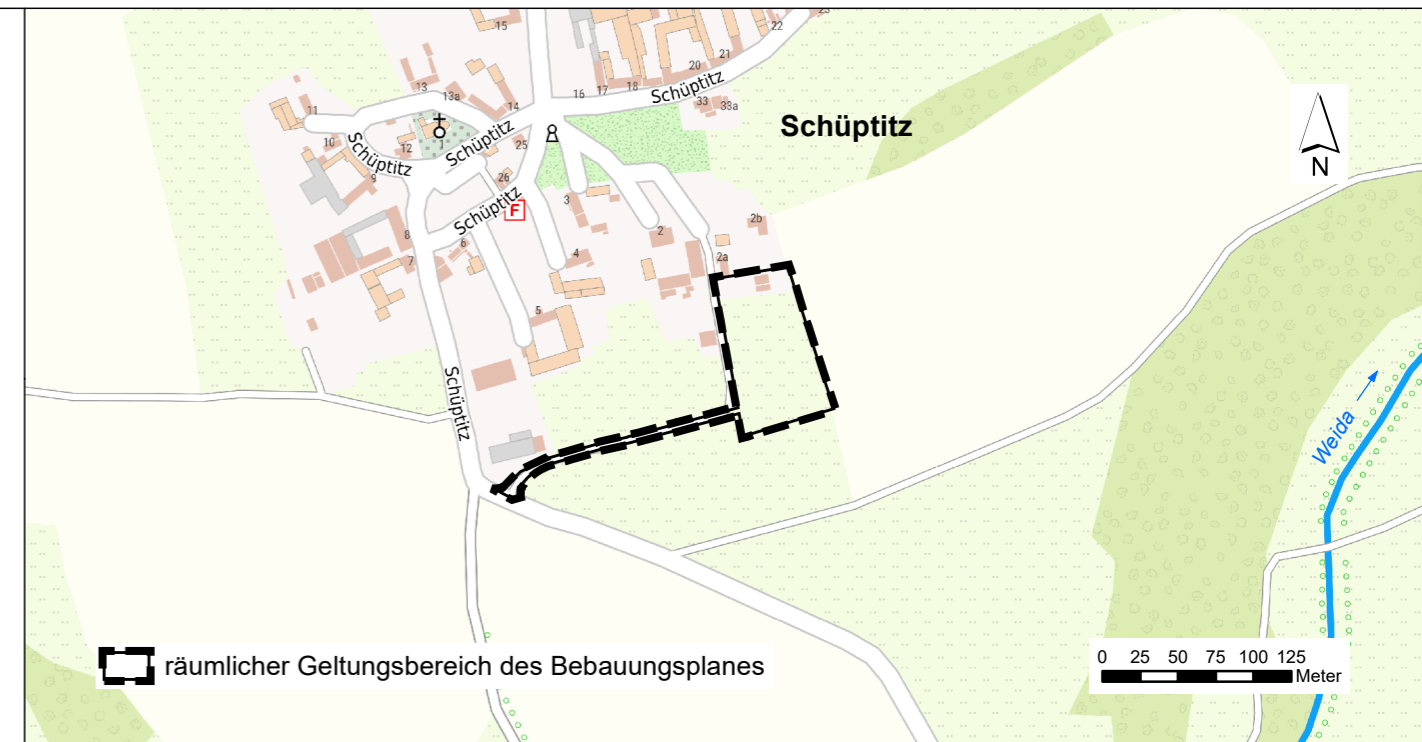 15
22
23
21
20
13
13a
14
16
17
18
Schüptitz
33
33a
11
Schüptitz
N
10
12
1
Schüptitz
25
Schüptitz
9
26
3
F
Schüptitz
8
6
2
2b
7
4
2a
5
Schüptitz
Weida
räumlicher Geltungsbereich des Bebauungsplanes
0 25 50 75 100 125
Meter